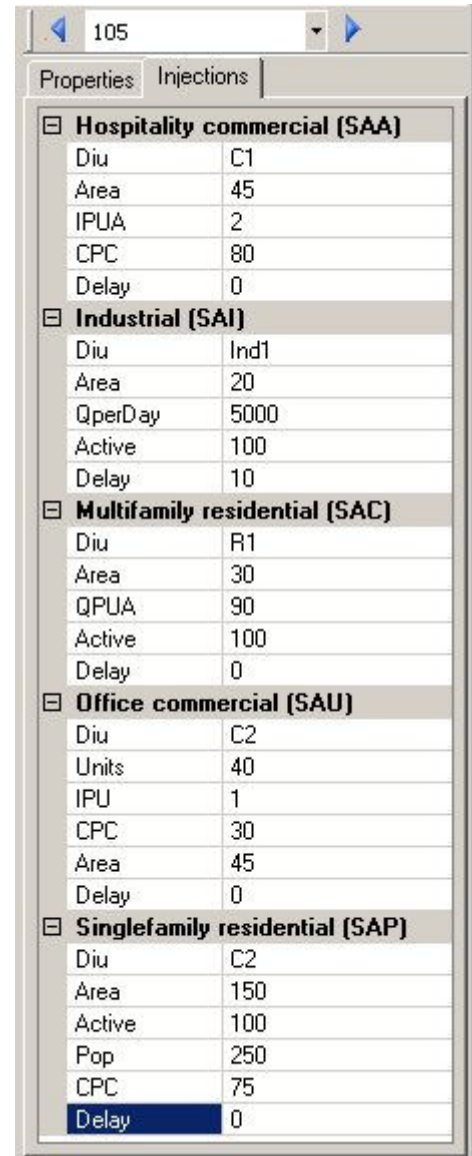 105
Properties Injections
Hospitality commercial (SAA)
Diu C1
Area 45
IPUA 2
CPC 80
Delay 0
Industrial (SAI)
Diu Ind1
Area 20
QperDay 5000
Active 100
Delay 10
Multifamily residential (SAC)
Diu R1
Area 30
QPUA 90
Active 100
Delay 0
Office commercial (SAU)
Diu C2
Units 40
IPU 1
CPC 30
Area 45
Delay 0
Singlefamily residential (SAP)
Diu C2
Area 150
Active 100
Pop 250
CPC 75
Delay 0